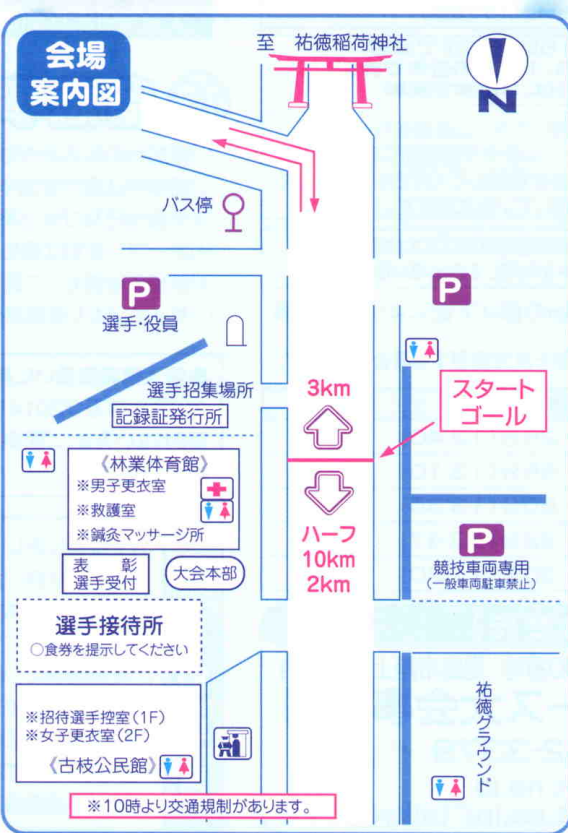 会場
案内図
至 祐徳稲荷神社
N
バス停
P
選手・役員
P
選手招集場所
記録証発行所
3km
スタート
ゴール
《林業体育館》
※男子更衣室
※救護室
※鍼灸マッサージ所
ハーフ
10km
2km
P
競技車両専用
(一般車両駐車禁止)
表彰
選手受付
大会本部
選手接待所
○食券を提示してください
※招待選手控室(1F)
※女子更衣室(2F)
《古枝公民館》
祐徳グラウンド
※10時より交通規制があります。